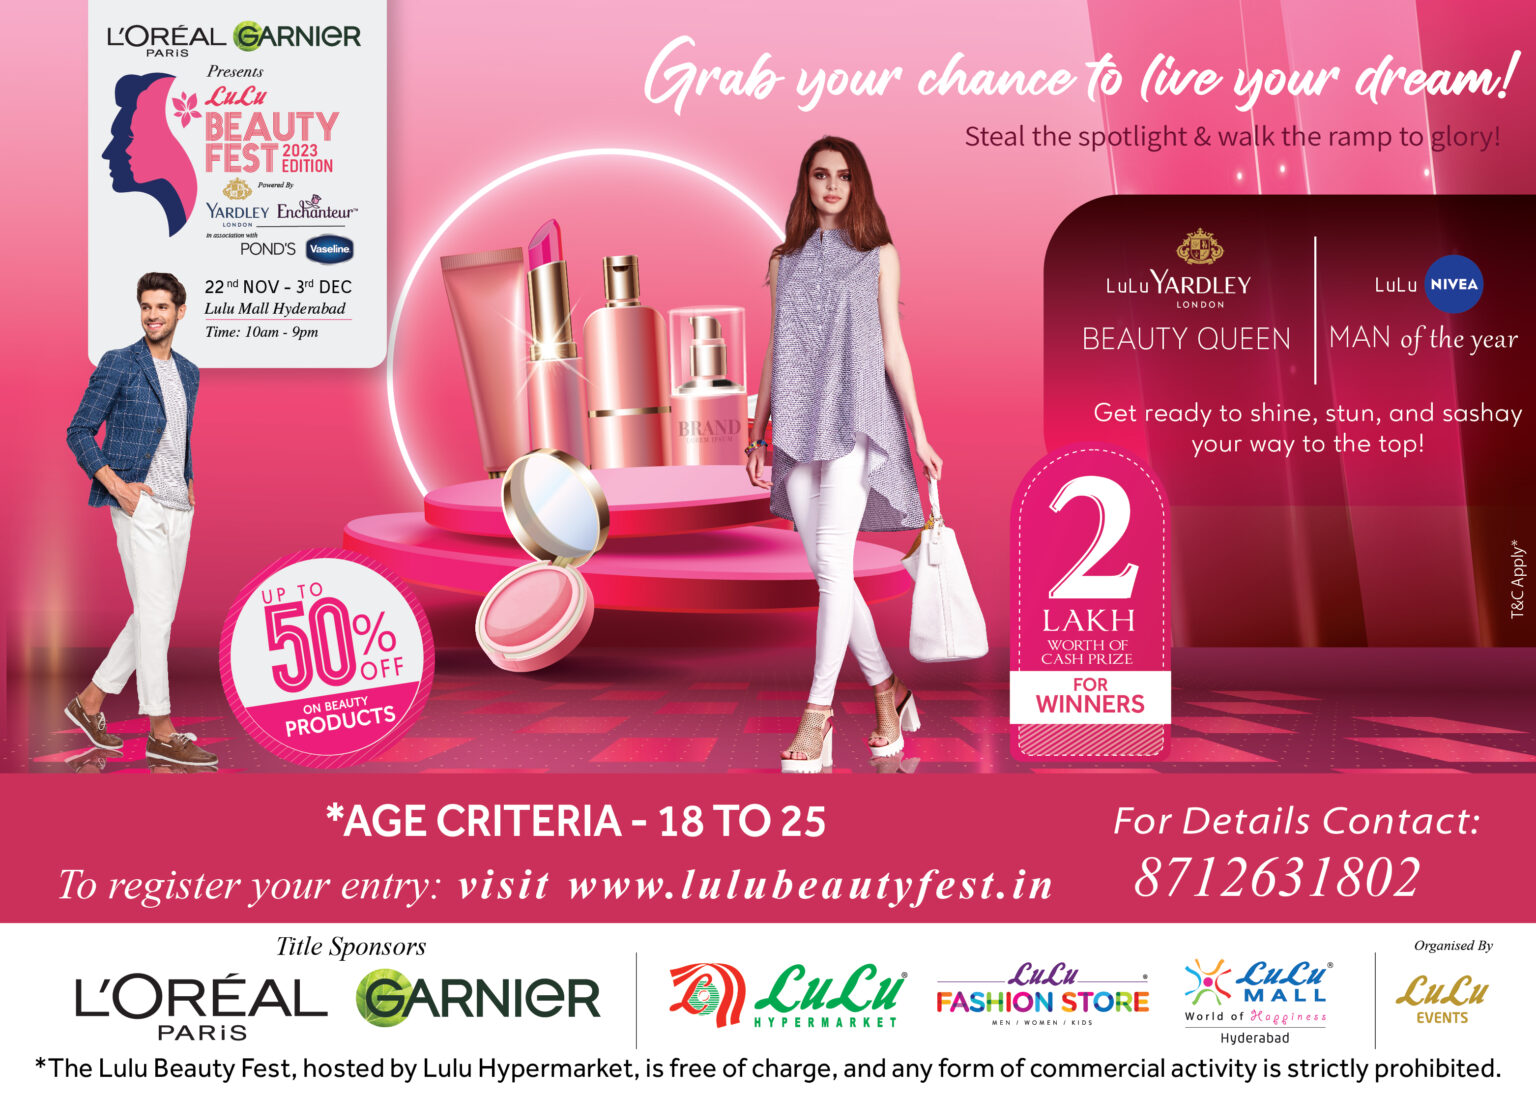 L'ORÉAL GARNIER
PARIS
Presents
LuLu
BEAUTY
FEST 2023 EDITION
Powered By
YARDLEY Enchanteur™
LONDON
in association with
POND'S Vaseline
22nd NOV - 3rd DEC
Lulu Mall Hyderabad
Time: 10am - 9pm
Grab your chance to live your dream!
Steal the spotlight & walk the ramp to glory!
LuLu YARDLEY
LONDON
BEAUTY QUEEN
LuLu NIVEA
MAN of the year
Get ready to shine, stun, and sashay
your way to the top!
BRAND
LOREM IPSUM
UP TO
50%
OFF
ON BEAUTY
PRODUCTS
2
LAKH
WORTH OF
CASH PRIZE
FOR
WINNERS
T&C Apply*
*AGE CRITERIA - 18 TO 25
To register your entry: visit www.lulubeautyfest.in
For Details Contact:
8712631802
Title Sponsors
L'ORÉAL GARNIER
PARIS
LuLu®
HYPERMARKET
LuLu
FASHION STORE®
MEN / WOMEN / KIDS
LuLu®
MALL
World of Happiness
Hyderabad
Organised By
LuLu
EVENTS
*The Lulu Beauty Fest, hosted by Lulu Hypermarket, is free of charge, and any form of commercial activity is strictly prohibited.